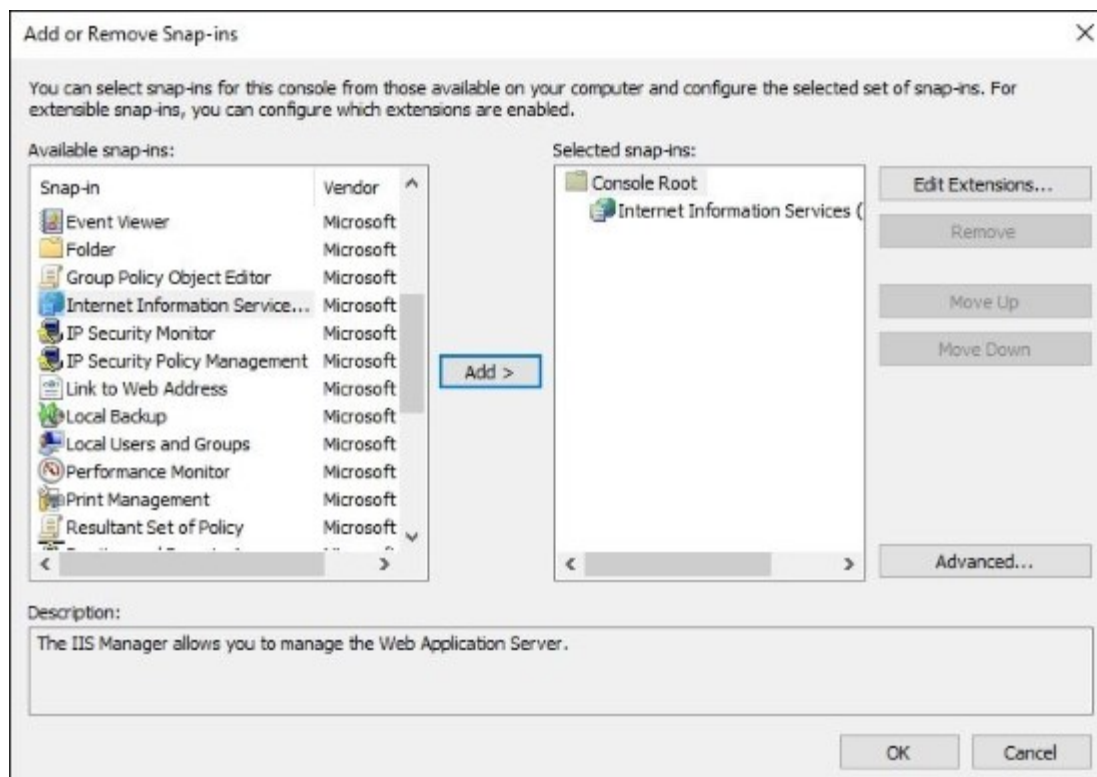 Add or Remove Snap-ins
You can select snap-ins for this console from those available on your computer and configure the selected set of snap-ins. For
extensible snap-ins, you can configure which extensions are enabled.
Available snap-ins:
Snap-in Vendor
Event Viewer Microsoft
Folder Microsoft
Group Policy Object Editor Microsoft
Internet Information Service... Microsoft
IP Security Monitor Microsoft
IP Security Policy Management Microsoft
Link to Web Address Microsoft
Local Backup Microsoft
Local Users and Groups Microsoft
Performance Monitor Microsoft
Print Management Microsoft
Resultant Set of Policy Microsoft
Add >
Selected snap-ins:
Console Root
Internet Information Services (
Edit Extensions...
Remove
Move Up
Move Down
Advanced...
Description:
The IIS Manager allows you to manage the Web Application Server.
OK
Cancel